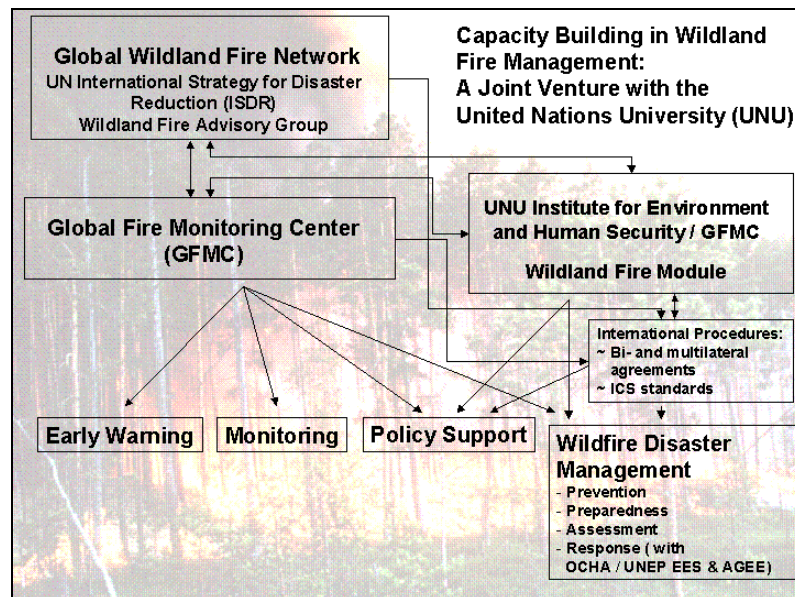 Global Wildland Fire Network
UN International Strategy for Disaster
Reduction (ISDR)
Wildland Fire Advisory Group
Capacity Building in Wildland
Fire Management:
A Joint Venture with the
United Nations University (UNU)
Global Fire Monitoring Center
(GFMC)
UNU Institute for Environment
and Human Security / GFMC
Wildland Fire Module
International Procedures:
~ Bi- and multilateral
agreements
~ ICS standards
Early Warning
Monitoring
Policy Support
Wildfire Disaster
Management
- Prevention
- Preparedness
- Assessment
- Response ( with
OCHA / UNEP EES & AGEE)